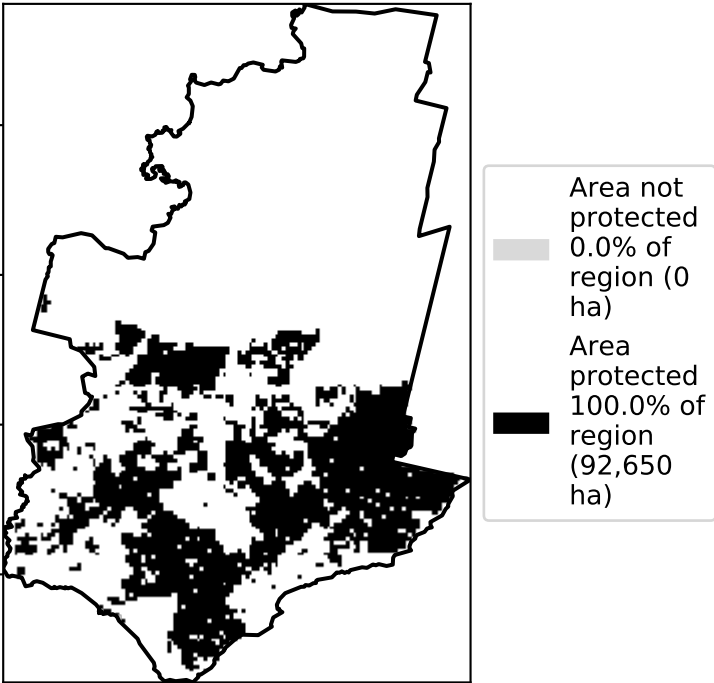 Area not
protected
0.0% of
region (0
ha)
Area
protected
100.0% of
region
(92,650
ha)